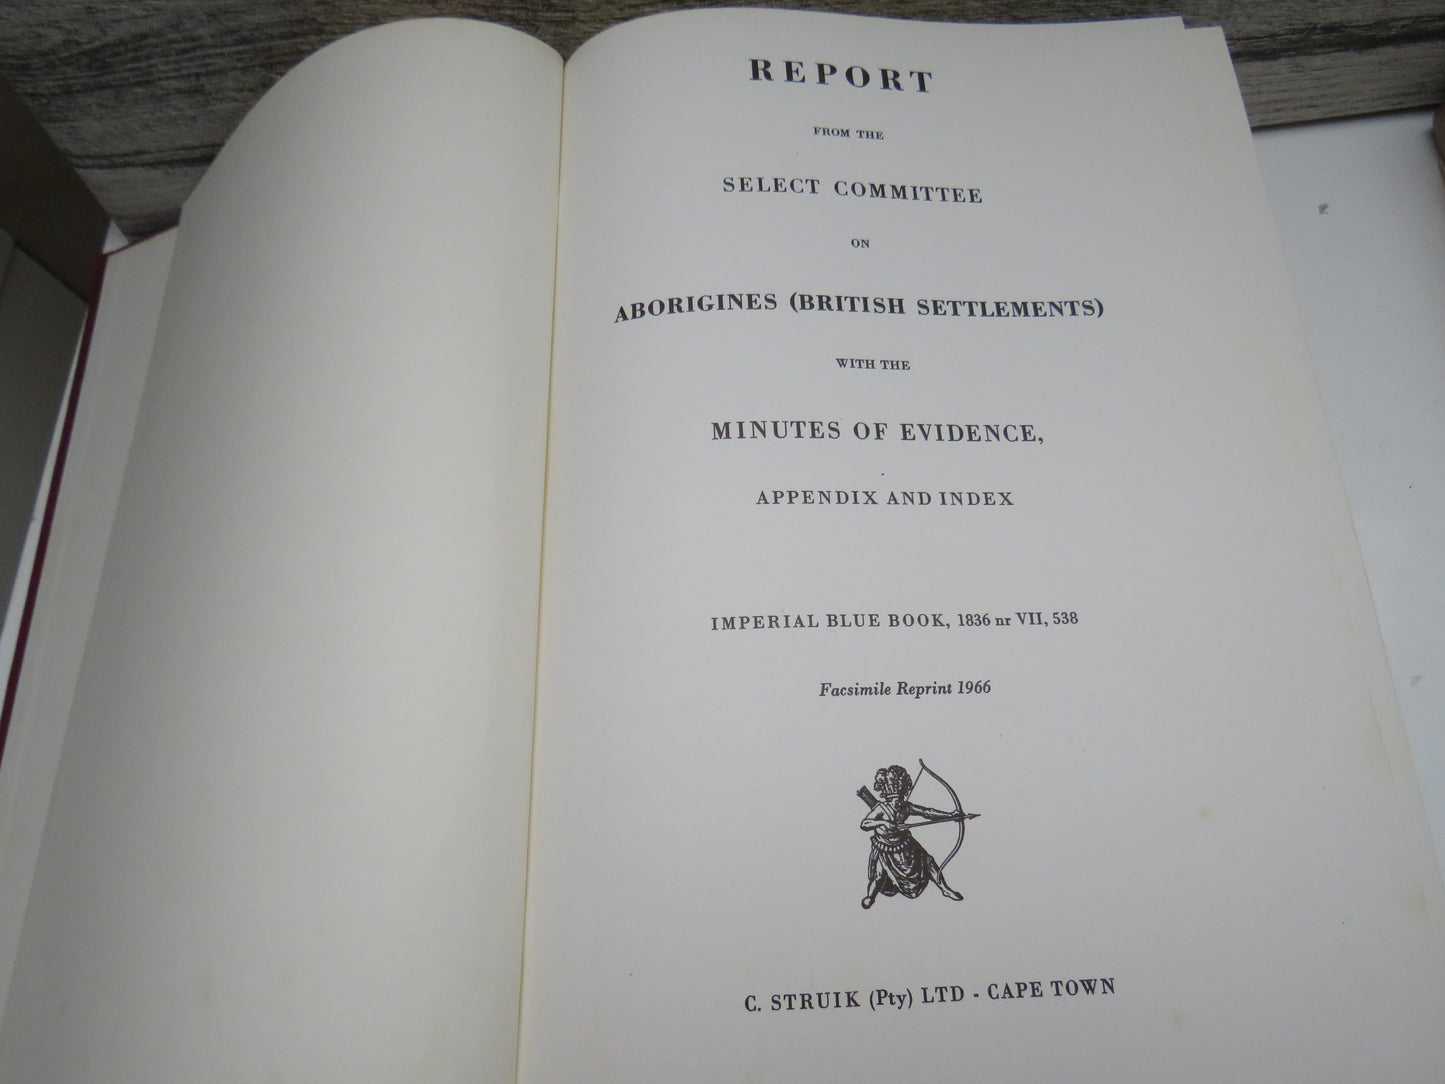 REPORT
FROM THE
SELECT COMMITTEE
ON
ABORIGINES (BRITISH SETTLEMENTS)
WITH THE
MINUTES OF EVIDENCE,
APPENDIX AND INDEX
IMPERIAL BLUE BOOK, 1836 nr VII, 538
Facsimile Reprint 1966
C. STRUIK (Pty) LTD - CAPE TOWN